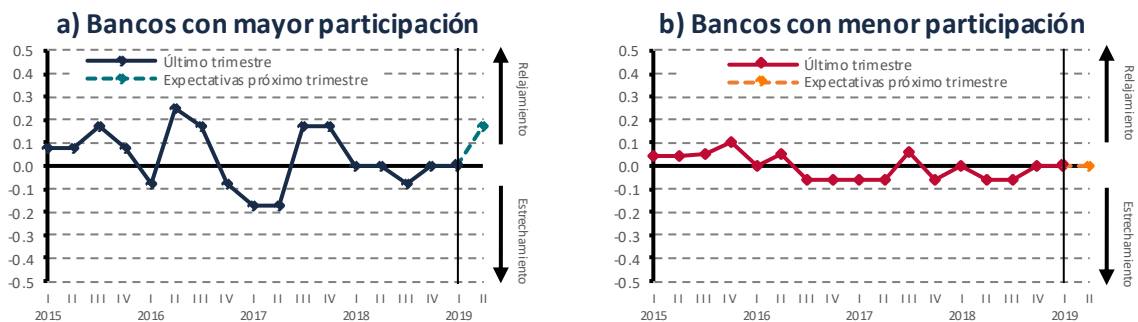 a) Bancos con mayor participación
Último trimestre
Expectativas próximo trimestre
0.5
0.4
0.3
0.2
0.1
0.0
-0.1
-0.2
-0.3
-0.4
-0.5
Relajamiento
Estrechamiento
I II III IV I II III IV I II III IV I II III IV I II
2015 2016 2017 2018 2019
b) Bancos con menor participación
Último trimestre
Expectativas próximo trimestre
0.5
0.4
0.3
0.2
0.1
0.0
-0.1
-0.2
-0.3
-0.4
-0.5
Relajamiento
Estrechamiento
I II III IV I II III IV I II III IV I II III IV I II
2015 2016 2017 2018 2019